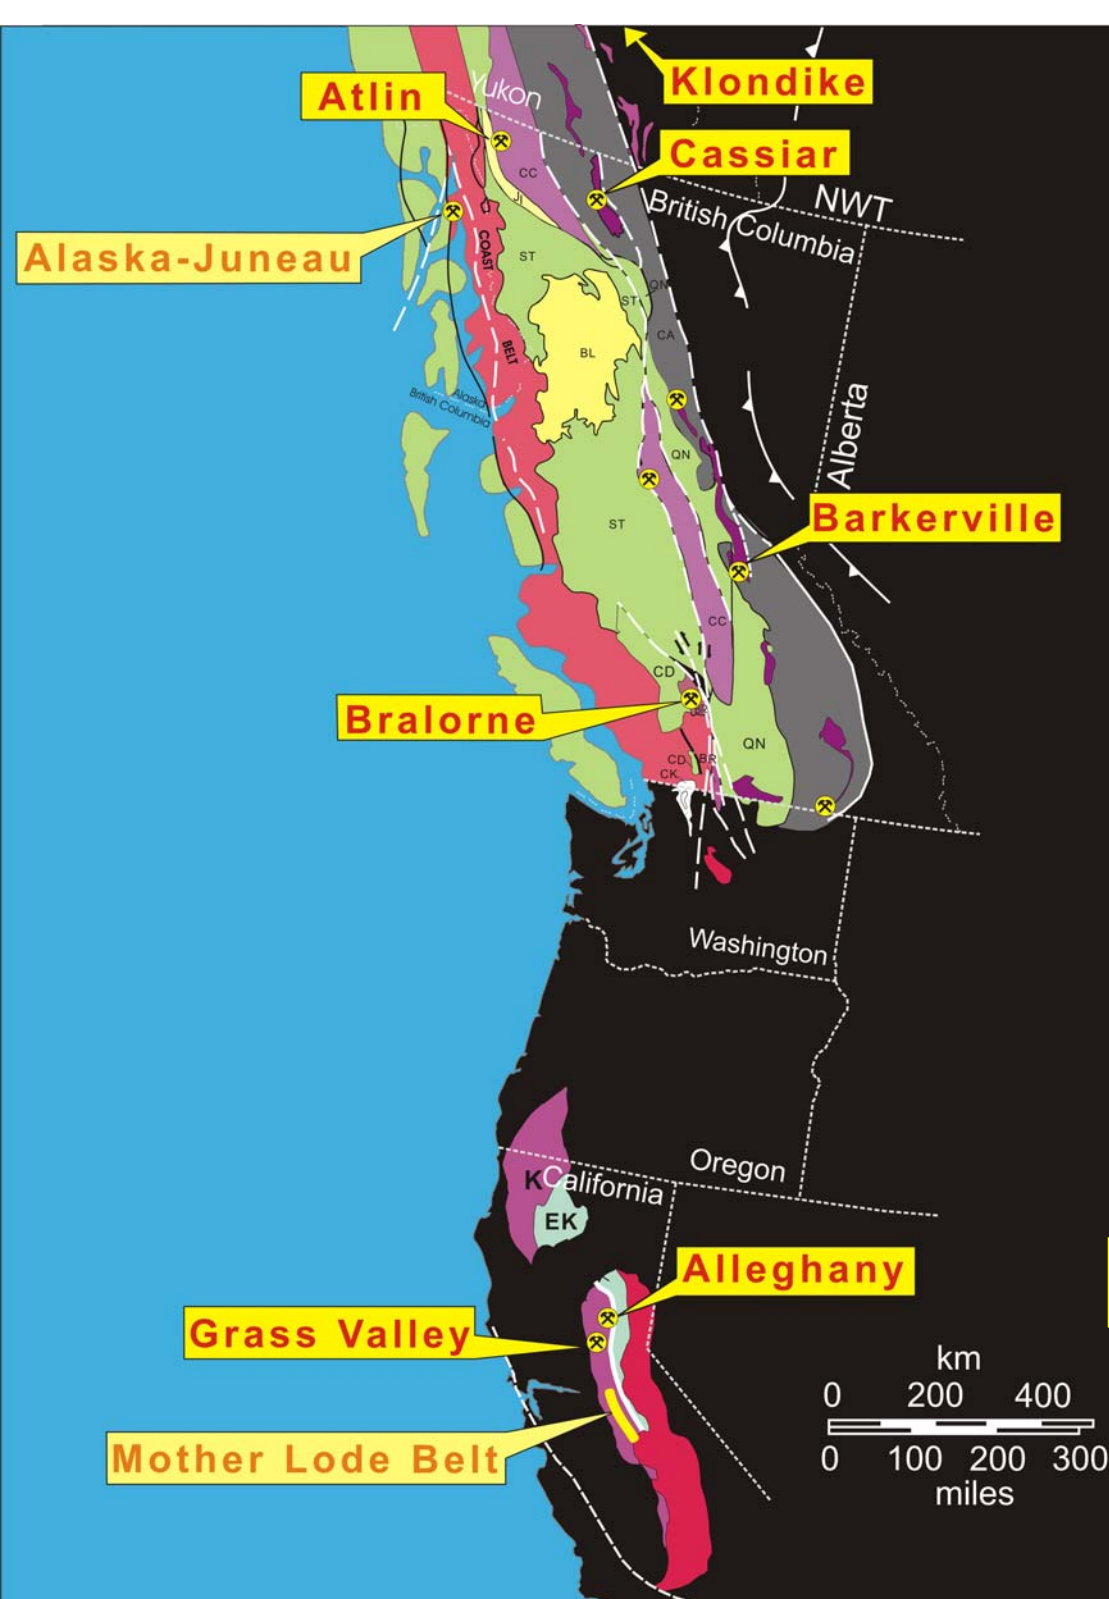 Klondike
Atlin
Yukon
Cassiar
CC
NWT
British Columbia
Alaska-Juneau
COAST
ST
QN
ST
CA
BELT
BL
Alaska
British Columbia
Alberta
QN
Barkerville
ST
CC
CD
Bralorne
QN
CD
BR
CK
Washington
Oregon
K
California
EK
Alleghany
Grass Valley
km
0 200 400
Mother Lode Belt
0 100 200 300
miles